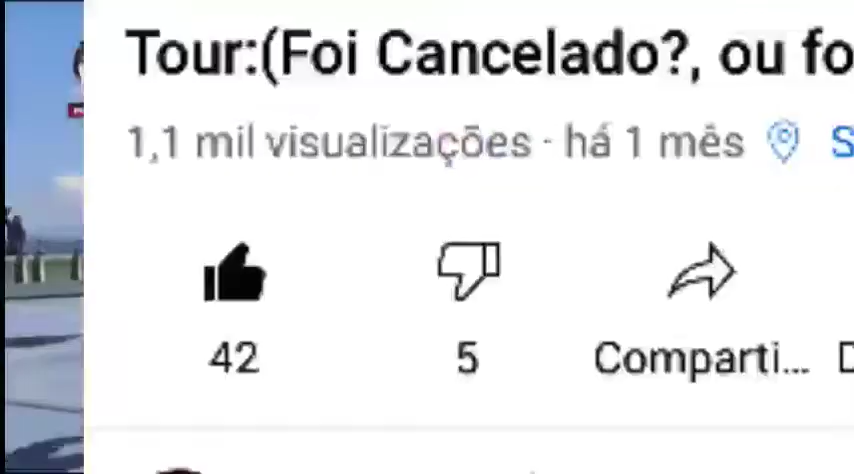 Tour:(Foi Cancelado?, ou fo
1,1 mil visualizações · há 1 mês S
42 5 Comparti... D